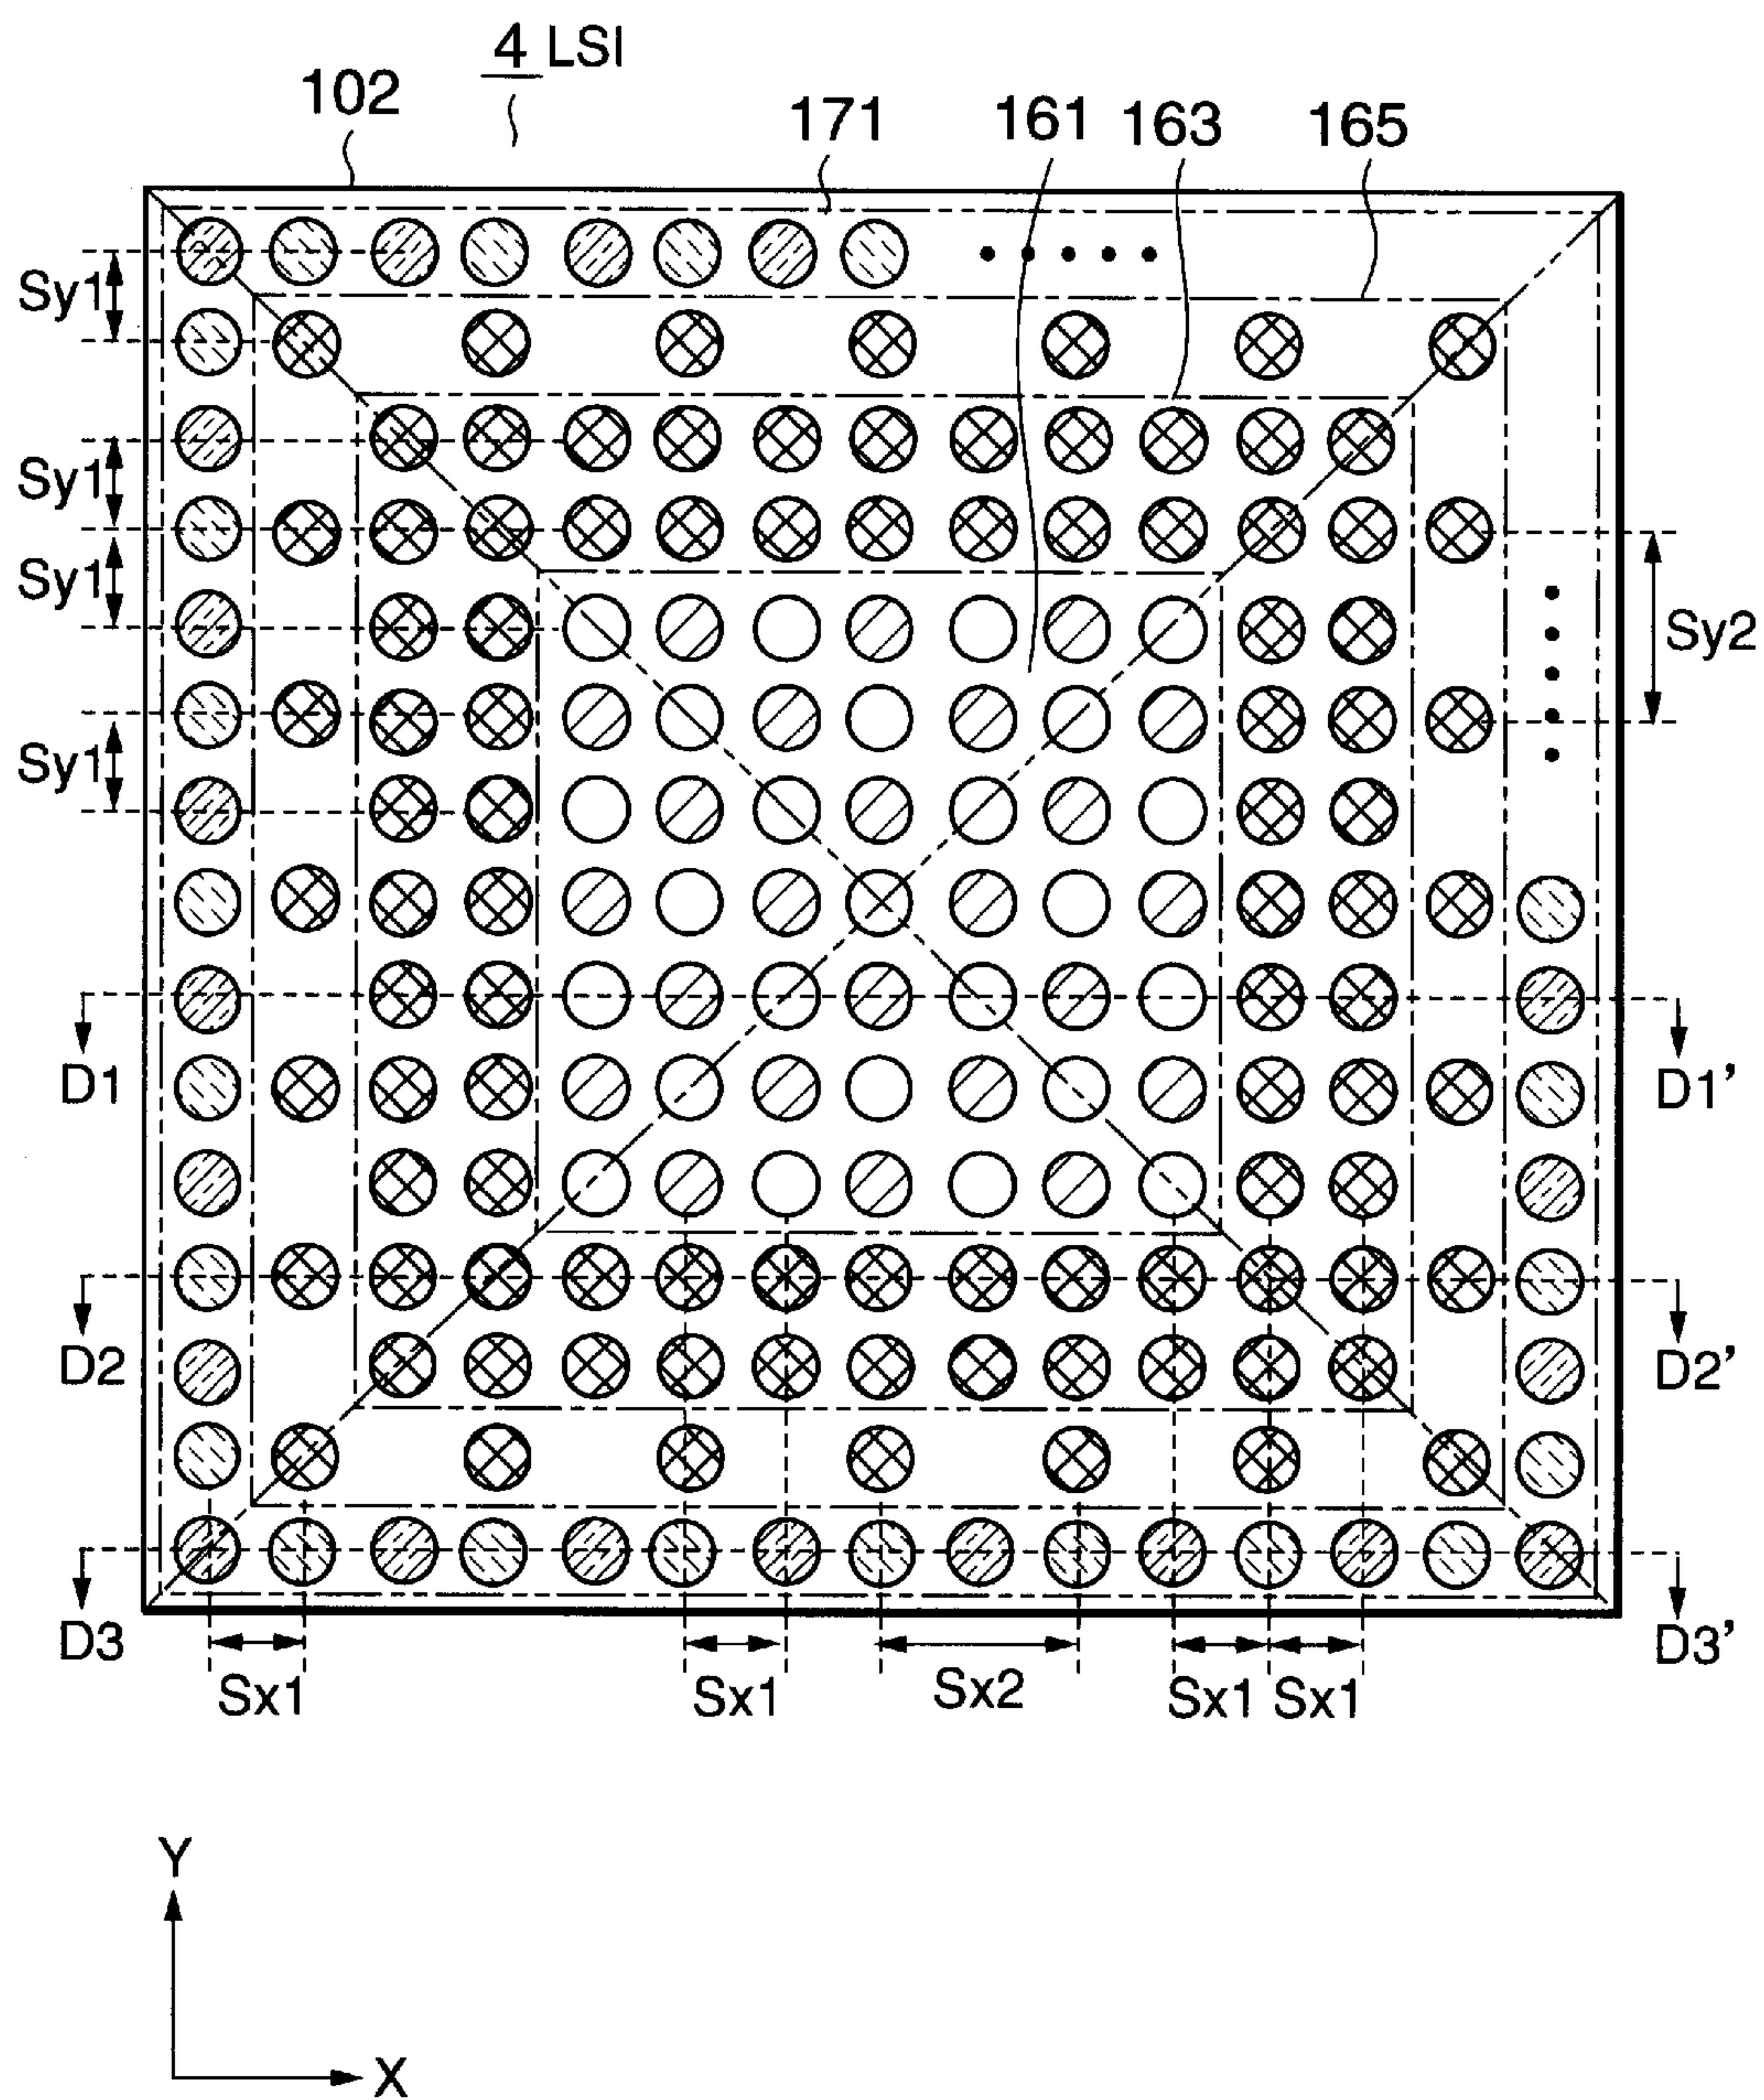 4 LSI
102
171
161
163
165
Sy1
Sy1
Sy1
Sy2
Sy1
D1
D1'
D2
D2'
D3
D3'
Sx1
Sx1
Sx2
Sx1
Sx1
Y
X